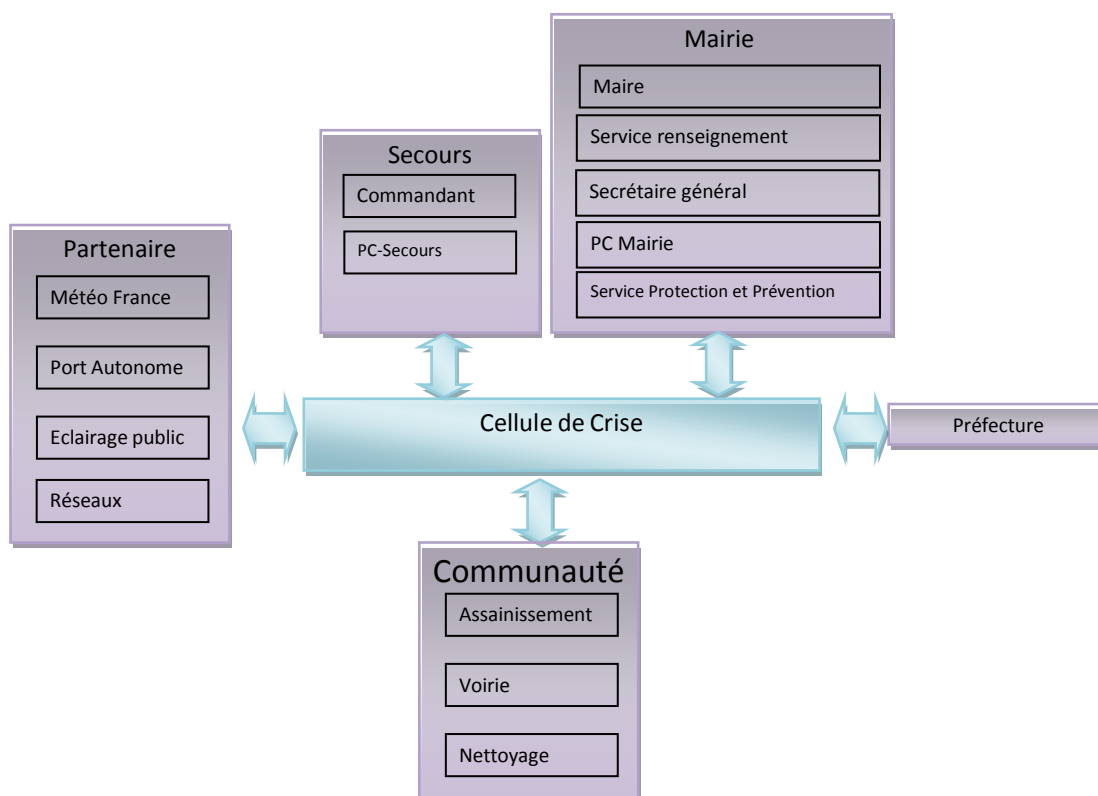 Mairie
Maire
Service renseignement
Secrétaire général
PC Mairie
Service Protection et Prévention
Secours
Commandant
PC-Secours
Partenaire
Météo France
Port Autonome
Eclairage public
Réseaux
Cellule de Crise
Préfecture
Communauté
Assainissement
Voirie
Nettoyage